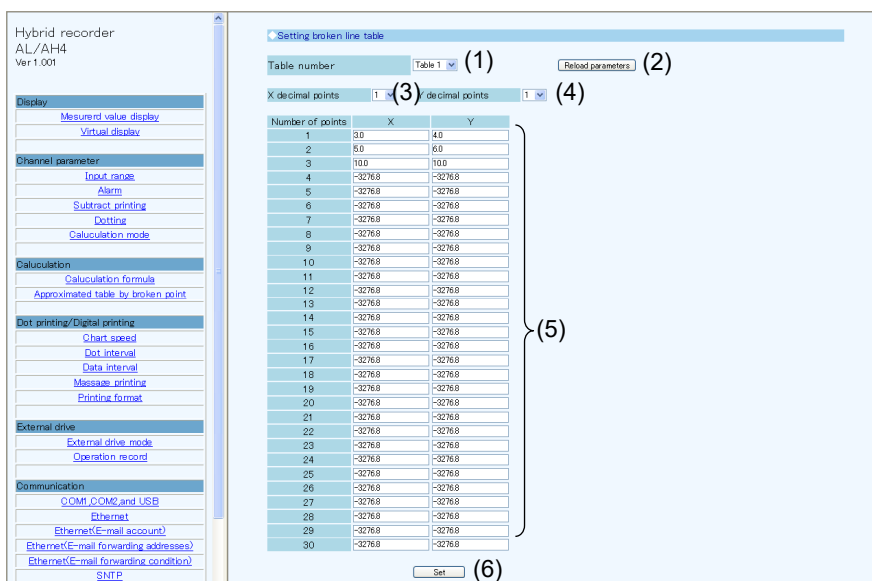 Hybrid recorder
AL/AH4
Ver 1.001
Display
Mesurerd value display
Virtual display
Channel parameter
Input range
Alarm
Subtract printing
Dotting
Caluculation mode
Caluculation
Caluculation formula
Approximated table by broken point
Dot printing/Digital printing
Chart speed
Dot interval
Data interval
Massage printing
Printing format
External drive
External drive mode
Operation record
Communication
COM1,COM2,and USB
Ethernet
Ethernet(E-mail account)
Ethernet(E-mail forwarding addresses)
Ethernet(E-mail forwarding condition)
SNTP
Setting broken line table
Table number Table 1 (1) Reload parameters (2)
X decimal points 1 (3) Y decimal points 1 (4)
Number of points X Y
1 3.0 4.0
2 5.0 6.0
3 10.0 10.0
4 -3276.8 -3276.8
5 -3276.8 -3276.8
6 -3276.8 -3276.8
7 -3276.8 -3276.8
8 -3276.8 -3276.8
9 -3276.8 -3276.8
10 -3276.8 -3276.8
11 -3276.8 -3276.8
12 -3276.8 -3276.8
13 -3276.8 -3276.8
14 -3276.8 -3276.8
15 -3276.8 -3276.8 (5)
16 -3276.8 -3276.8
17 -3276.8 -3276.8
18 -3276.8 -3276.8
19 -3276.8 -3276.8
20 -3276.8 -3276.8
21 -3276.8 -3276.8
22 -3276.8 -3276.8
23 -3276.8 -3276.8
24 -3276.8 -3276.8
25 -3276.8 -3276.8
26 -3276.8 -3276.8
27 -3276.8 -3276.8
28 -3276.8 -3276.8
29 -3276.8 -3276.8
30 -3276.8 -3276.8
Set (6)